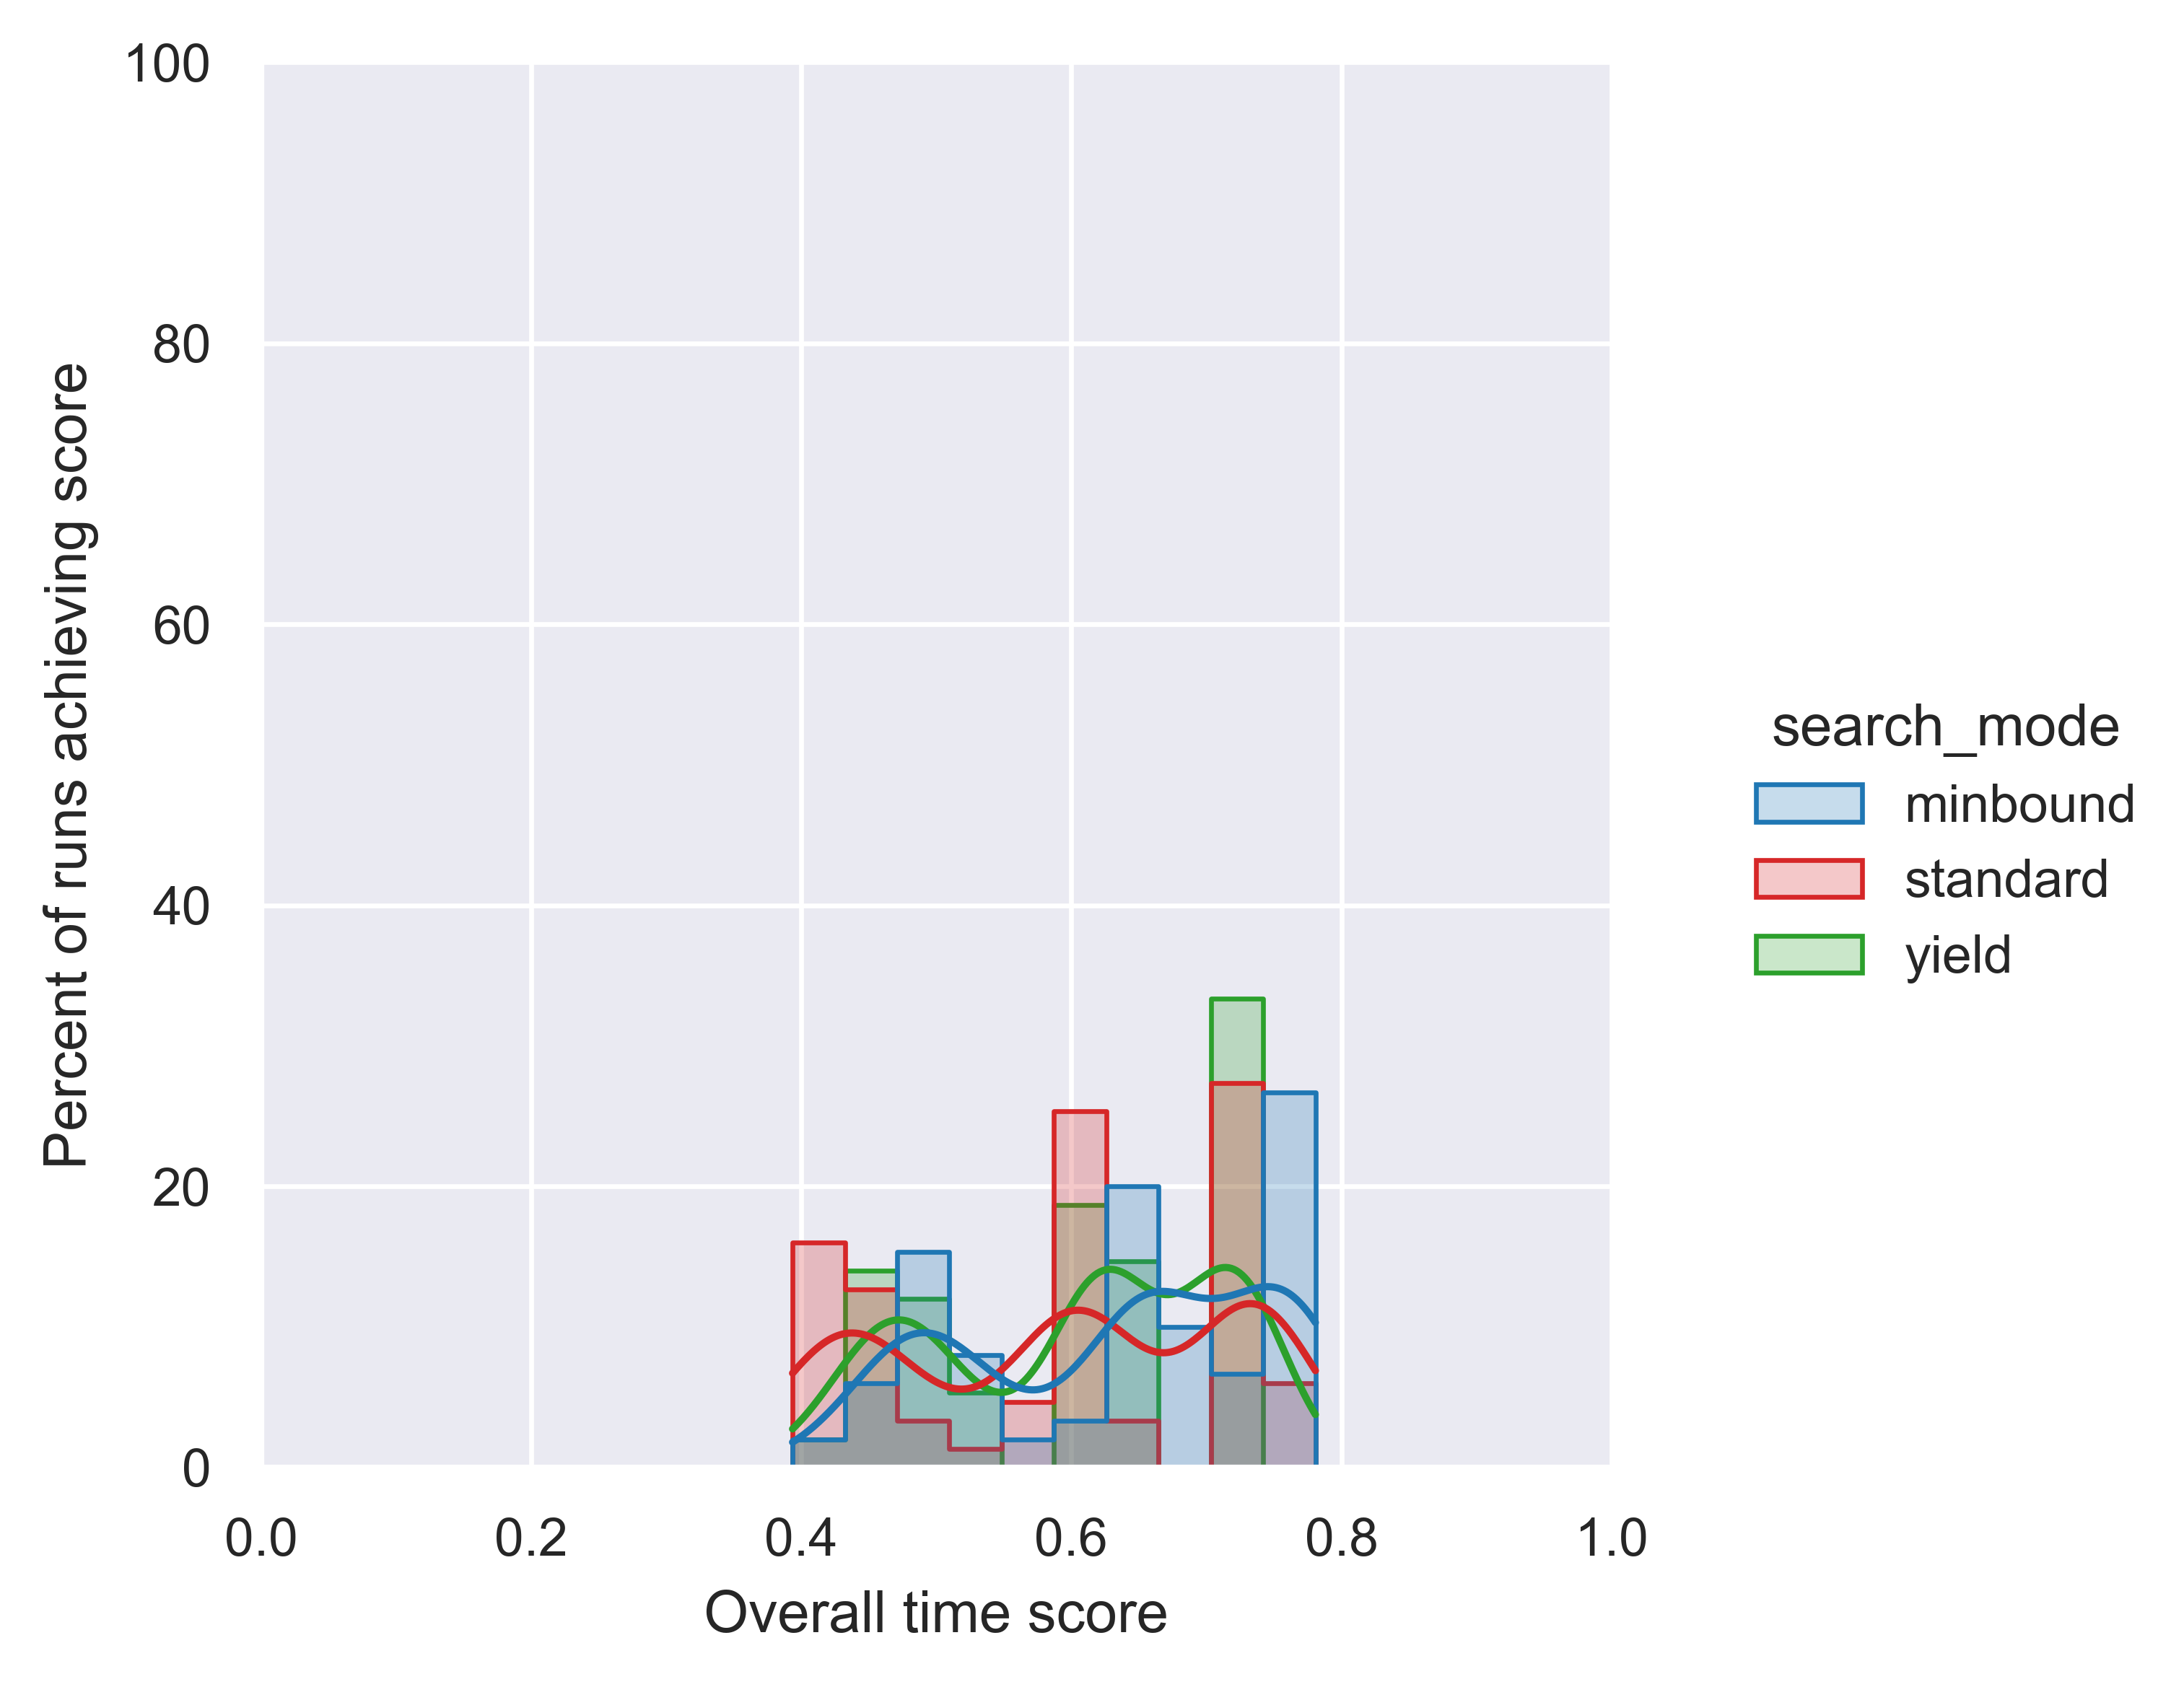 100
80
60
40
20
0
0.0 0.2 0.4 0.6 0.8 1.0
Overall time score
Percent of runs achieving score
search_mode
minbound
standard
yield